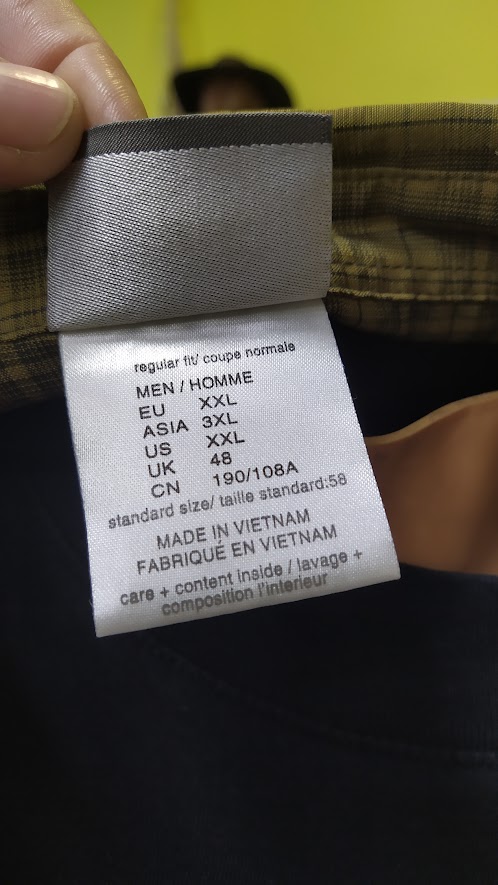 regular fit/ coupe normale
MEN / HOMME
EU XXL
ASIA 3XL
US XXL
UK 48
CN 190/108A
standard size/ taille standard:58
MADE IN VIETNAM
FABRIQUÉ EN VIETNAM
care + content inside / lavage +
composition l'interieur